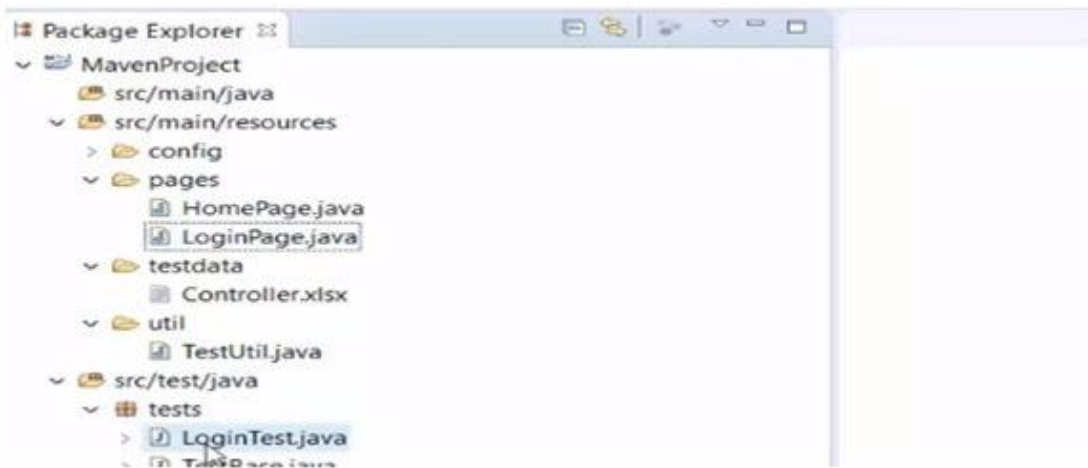 Package Explorer
MavenProject
src/main/java
src/main/resources
config
pages
HomePage.java
LoginPage.java
testdata
Controller.xlsx
util
TestUtil.java
src/test/java
tests
LoginTest.java